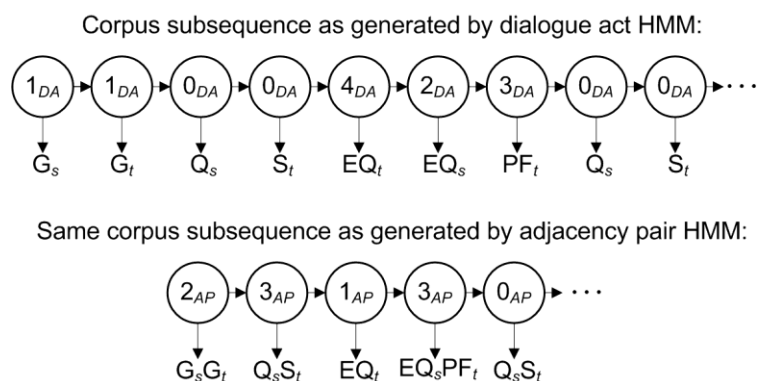 Corpus subsequence as generated by dialogue act HMM:
1DA 1DA 0DA 0DA 4DA 2DA 3DA 0DA 0DA ···
Gs Gt Qs St EQt EQs PFt Qs St
Same corpus subsequence as generated by adjacency pair HMM:
2AP 3AP 1AP 3AP 0AP ···
GsGt QsSt EQt EQsPFt QsSt